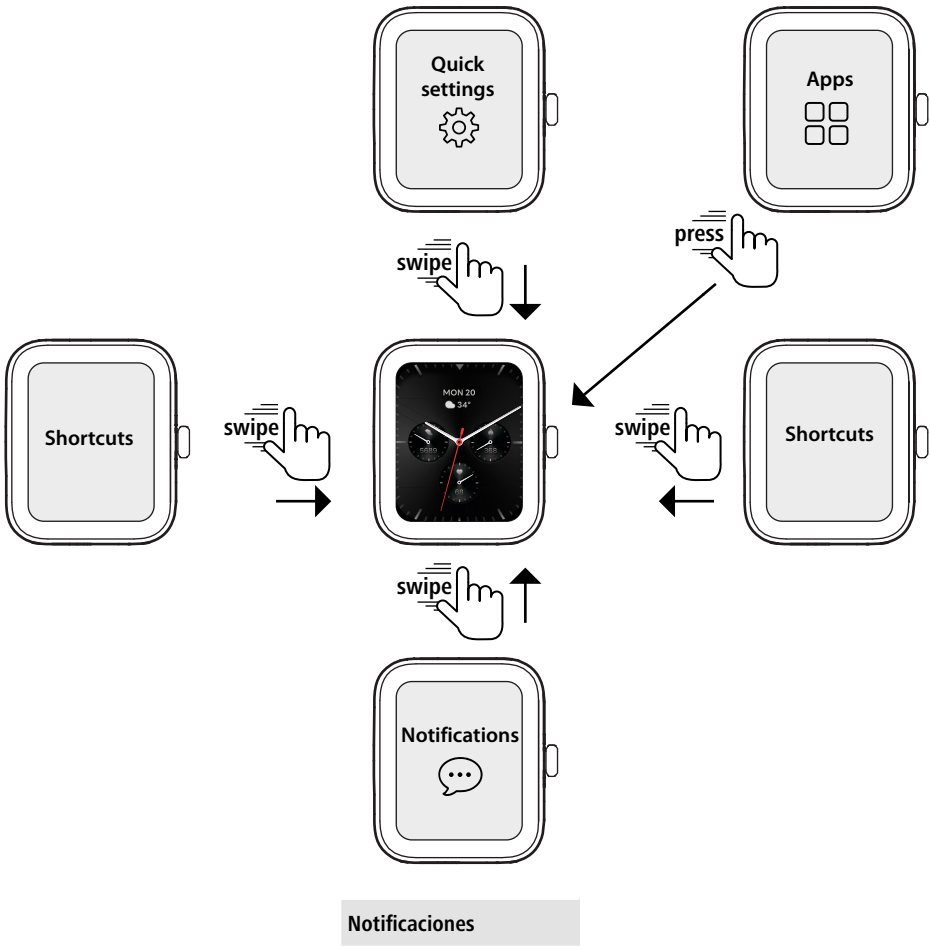 Quick
settings
Apps
press
swipe
Shortcuts
swipe
MON 20
34°
swipe
Shortcuts
swipe
Notifications
Notificaciones